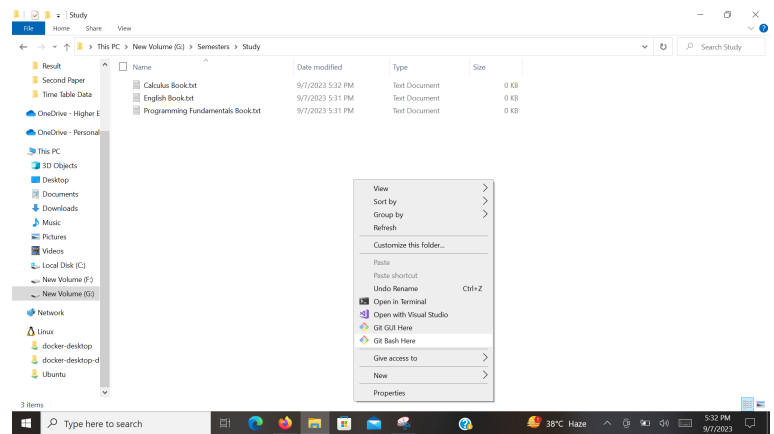 Study
File Home Share View
This PC > New Volume (G:) > Semesters > Study
Search Study
Result
Second Paper
Time Table Data
OneDrive - Higher E
OneDrive - Personal
This PC
3D Objects
Desktop
Documents
Downloads
Music
Pictures
Videos
Local Disk (C:)
New Volume (F:)
New Volume (G:)
Network
Linux
docker-desktop
docker-desktop-d
Ubuntu
Name Date modified Type Size
Calculus Book.txt 9/7/2023 5:32 PM Text Document 0 KB
English Book.txt 9/7/2023 5:31 PM Text Document 0 KB
Programming Fundamentals Book.txt 9/7/2023 5:31 PM Text Document 0 KB
View
Sort by
Group by
Refresh
Customize this folder...
Paste
Paste shortcut
Undo Rename Ctrl+Z
Open in Terminal
Open with Visual Studio
Git GUI Here
Git Bash Here
Give access to
New
Properties
3 items
Type here to search
38°C Haze
5:32 PM
9/7/2023